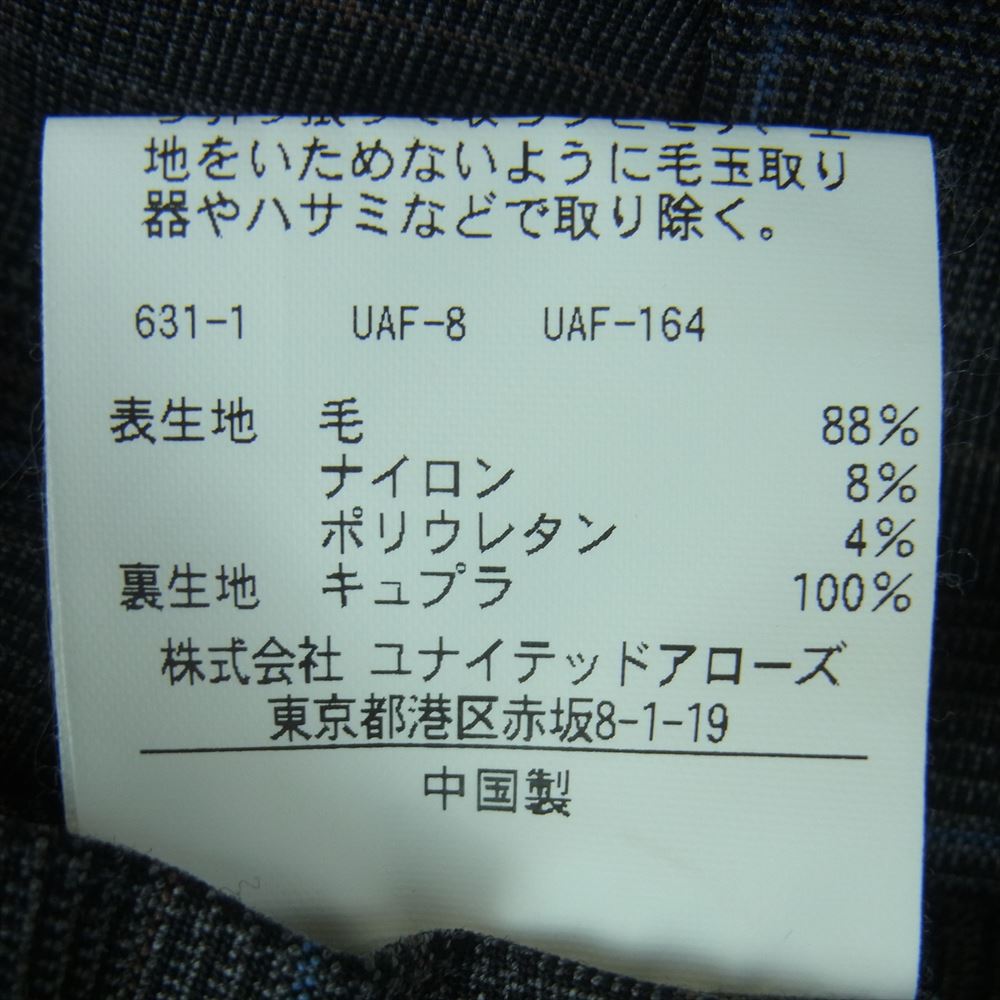 地をいためないように毛玉取り
器やハサミなどで取り除く。
631-1 UAF-8 UAF-164
表生地 毛 88%
ナイロン 8%
ポリウレタン 4%
裏生地 キュプラ 100%
株式会社 ユナイテッドアローズ
東京都港区赤坂8-1-19
中国製